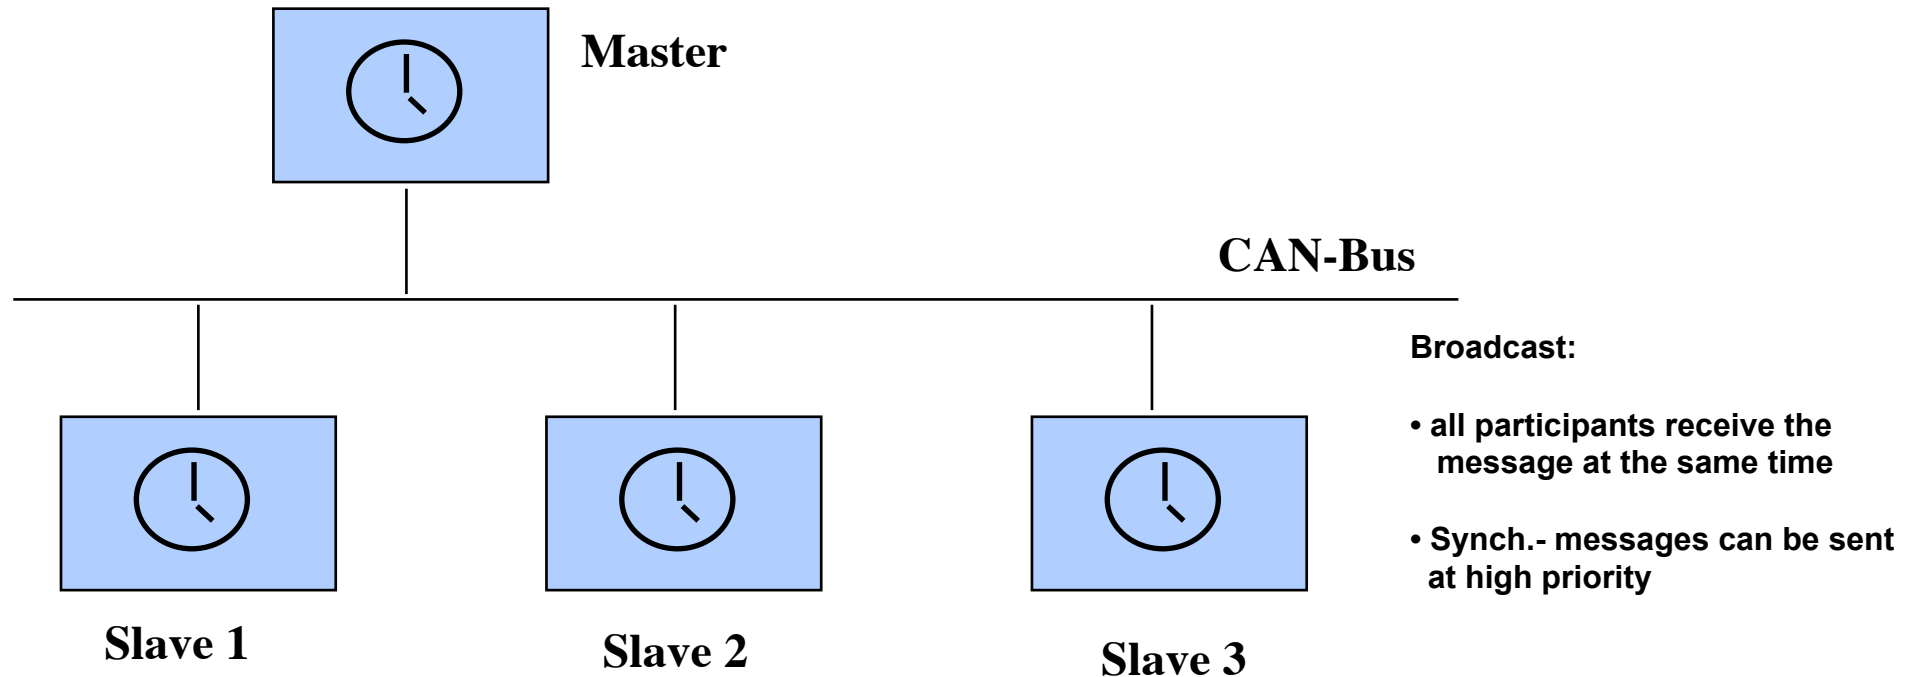 Master
CAN-Bus
Broadcast:
• all participants receive the
message at the same time
• Synch.- messages can be sent
at high priority
Slave 1
Slave 2
Slave 3